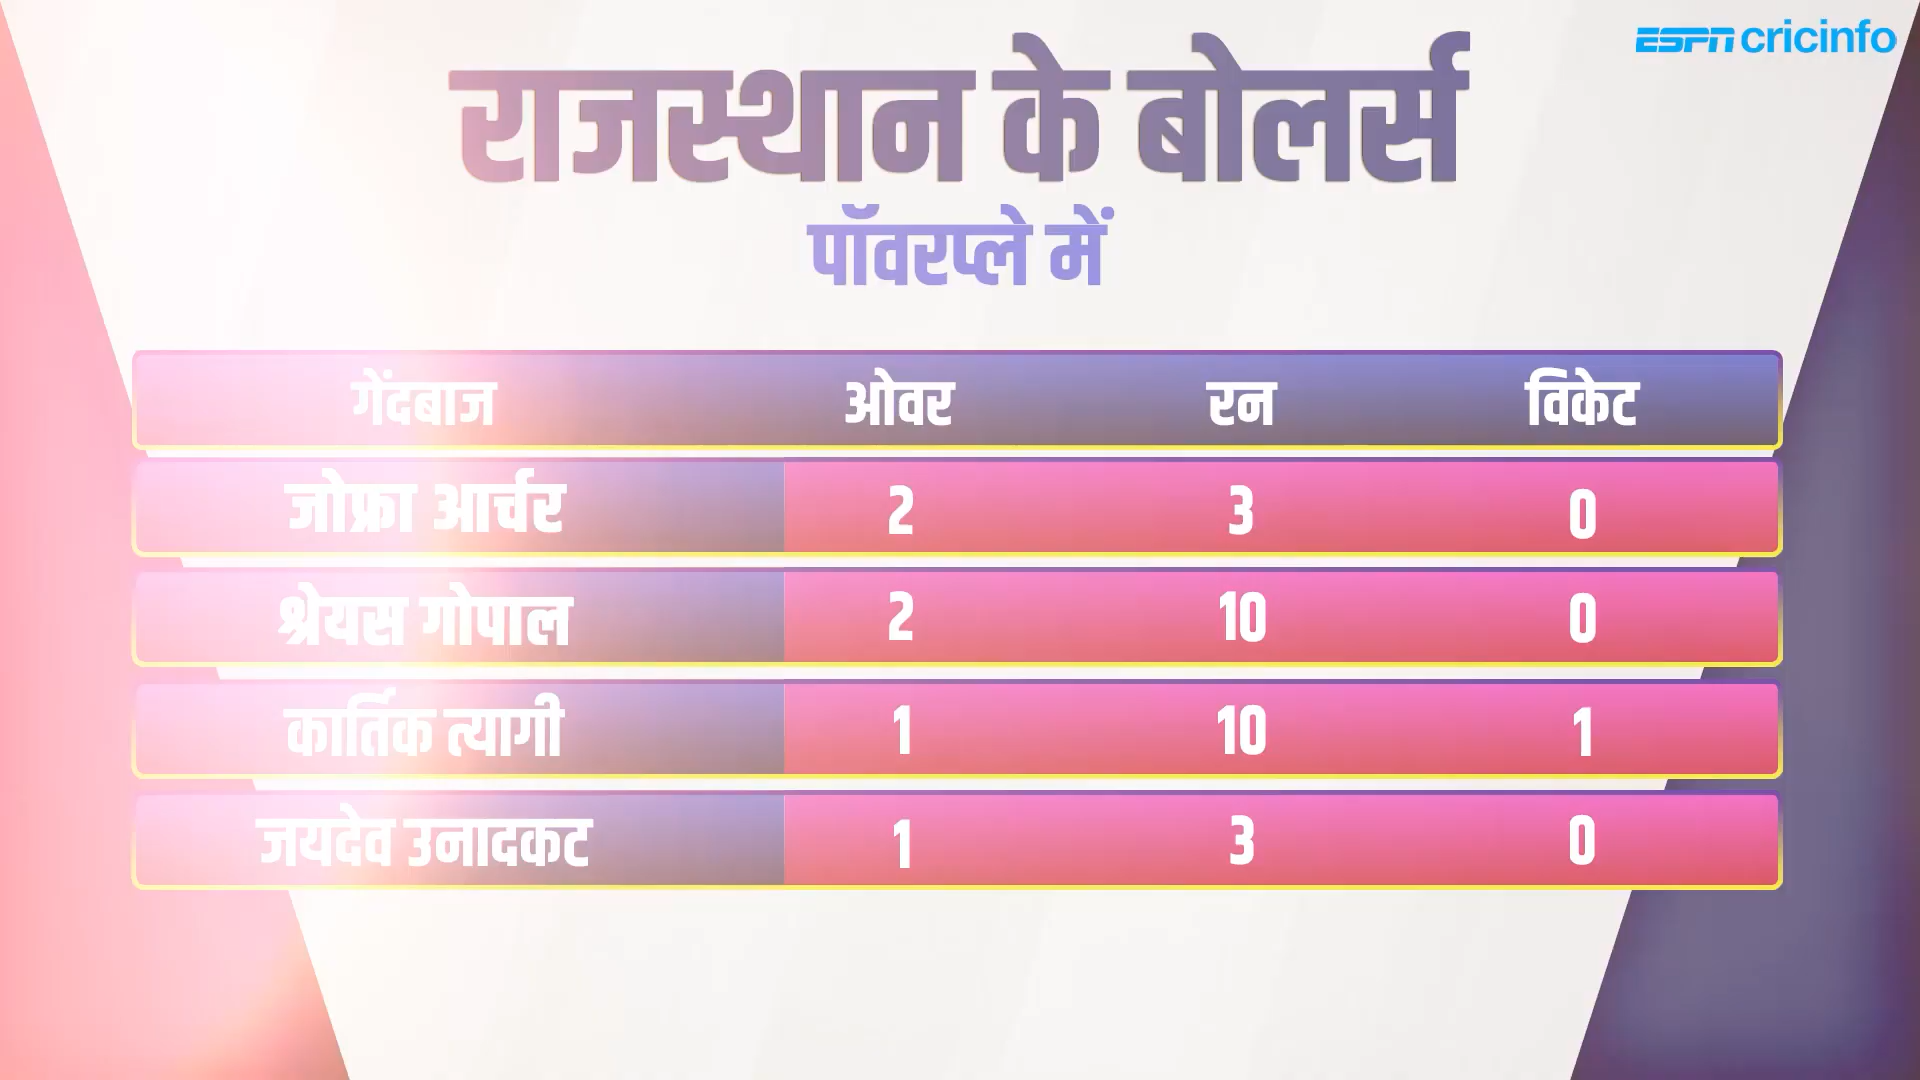 ESPN cricinfo
राजस्थान के बोलर्स
पॉवरप्ले में
गेंदबाज ओवर रन विकेट
जोफ्रा आर्चर 2 3 0
श्रेयस गोपाल 2 10 0
कार्तिक त्यागी 1 10 1
जयदेव उनादकट 1 3 0